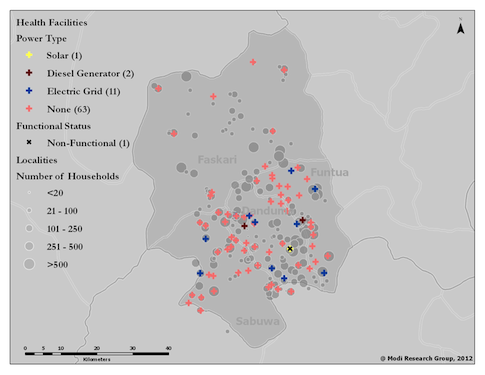 Health Facilities
Power Type
Solar (1)
Diesel Generator (2)
Electric Grid (11)
None (63)
Functional Status
Non-Functional (1)
Localities
Number of Households
<20
21 - 100
101 - 250
251 - 500
>500
Faskari
Funtua
Dandume
Sabuwa
0 5 10 20 30 40
Kilometers
@ Modi Research Group, 2012